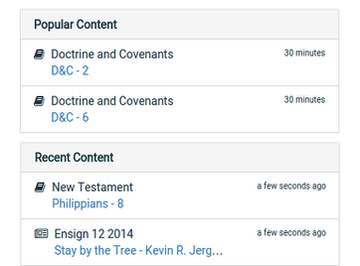 Popular Content
Doctrine and Covenants 30 minutes
D&C - 2
Doctrine and Covenants 30 minutes
D&C - 6
Recent Content
New Testament a few seconds ago
Philippians - 8
Ensign 12 2014 a few seconds ago
Stay by the Tree - Kevin R. Jerg...